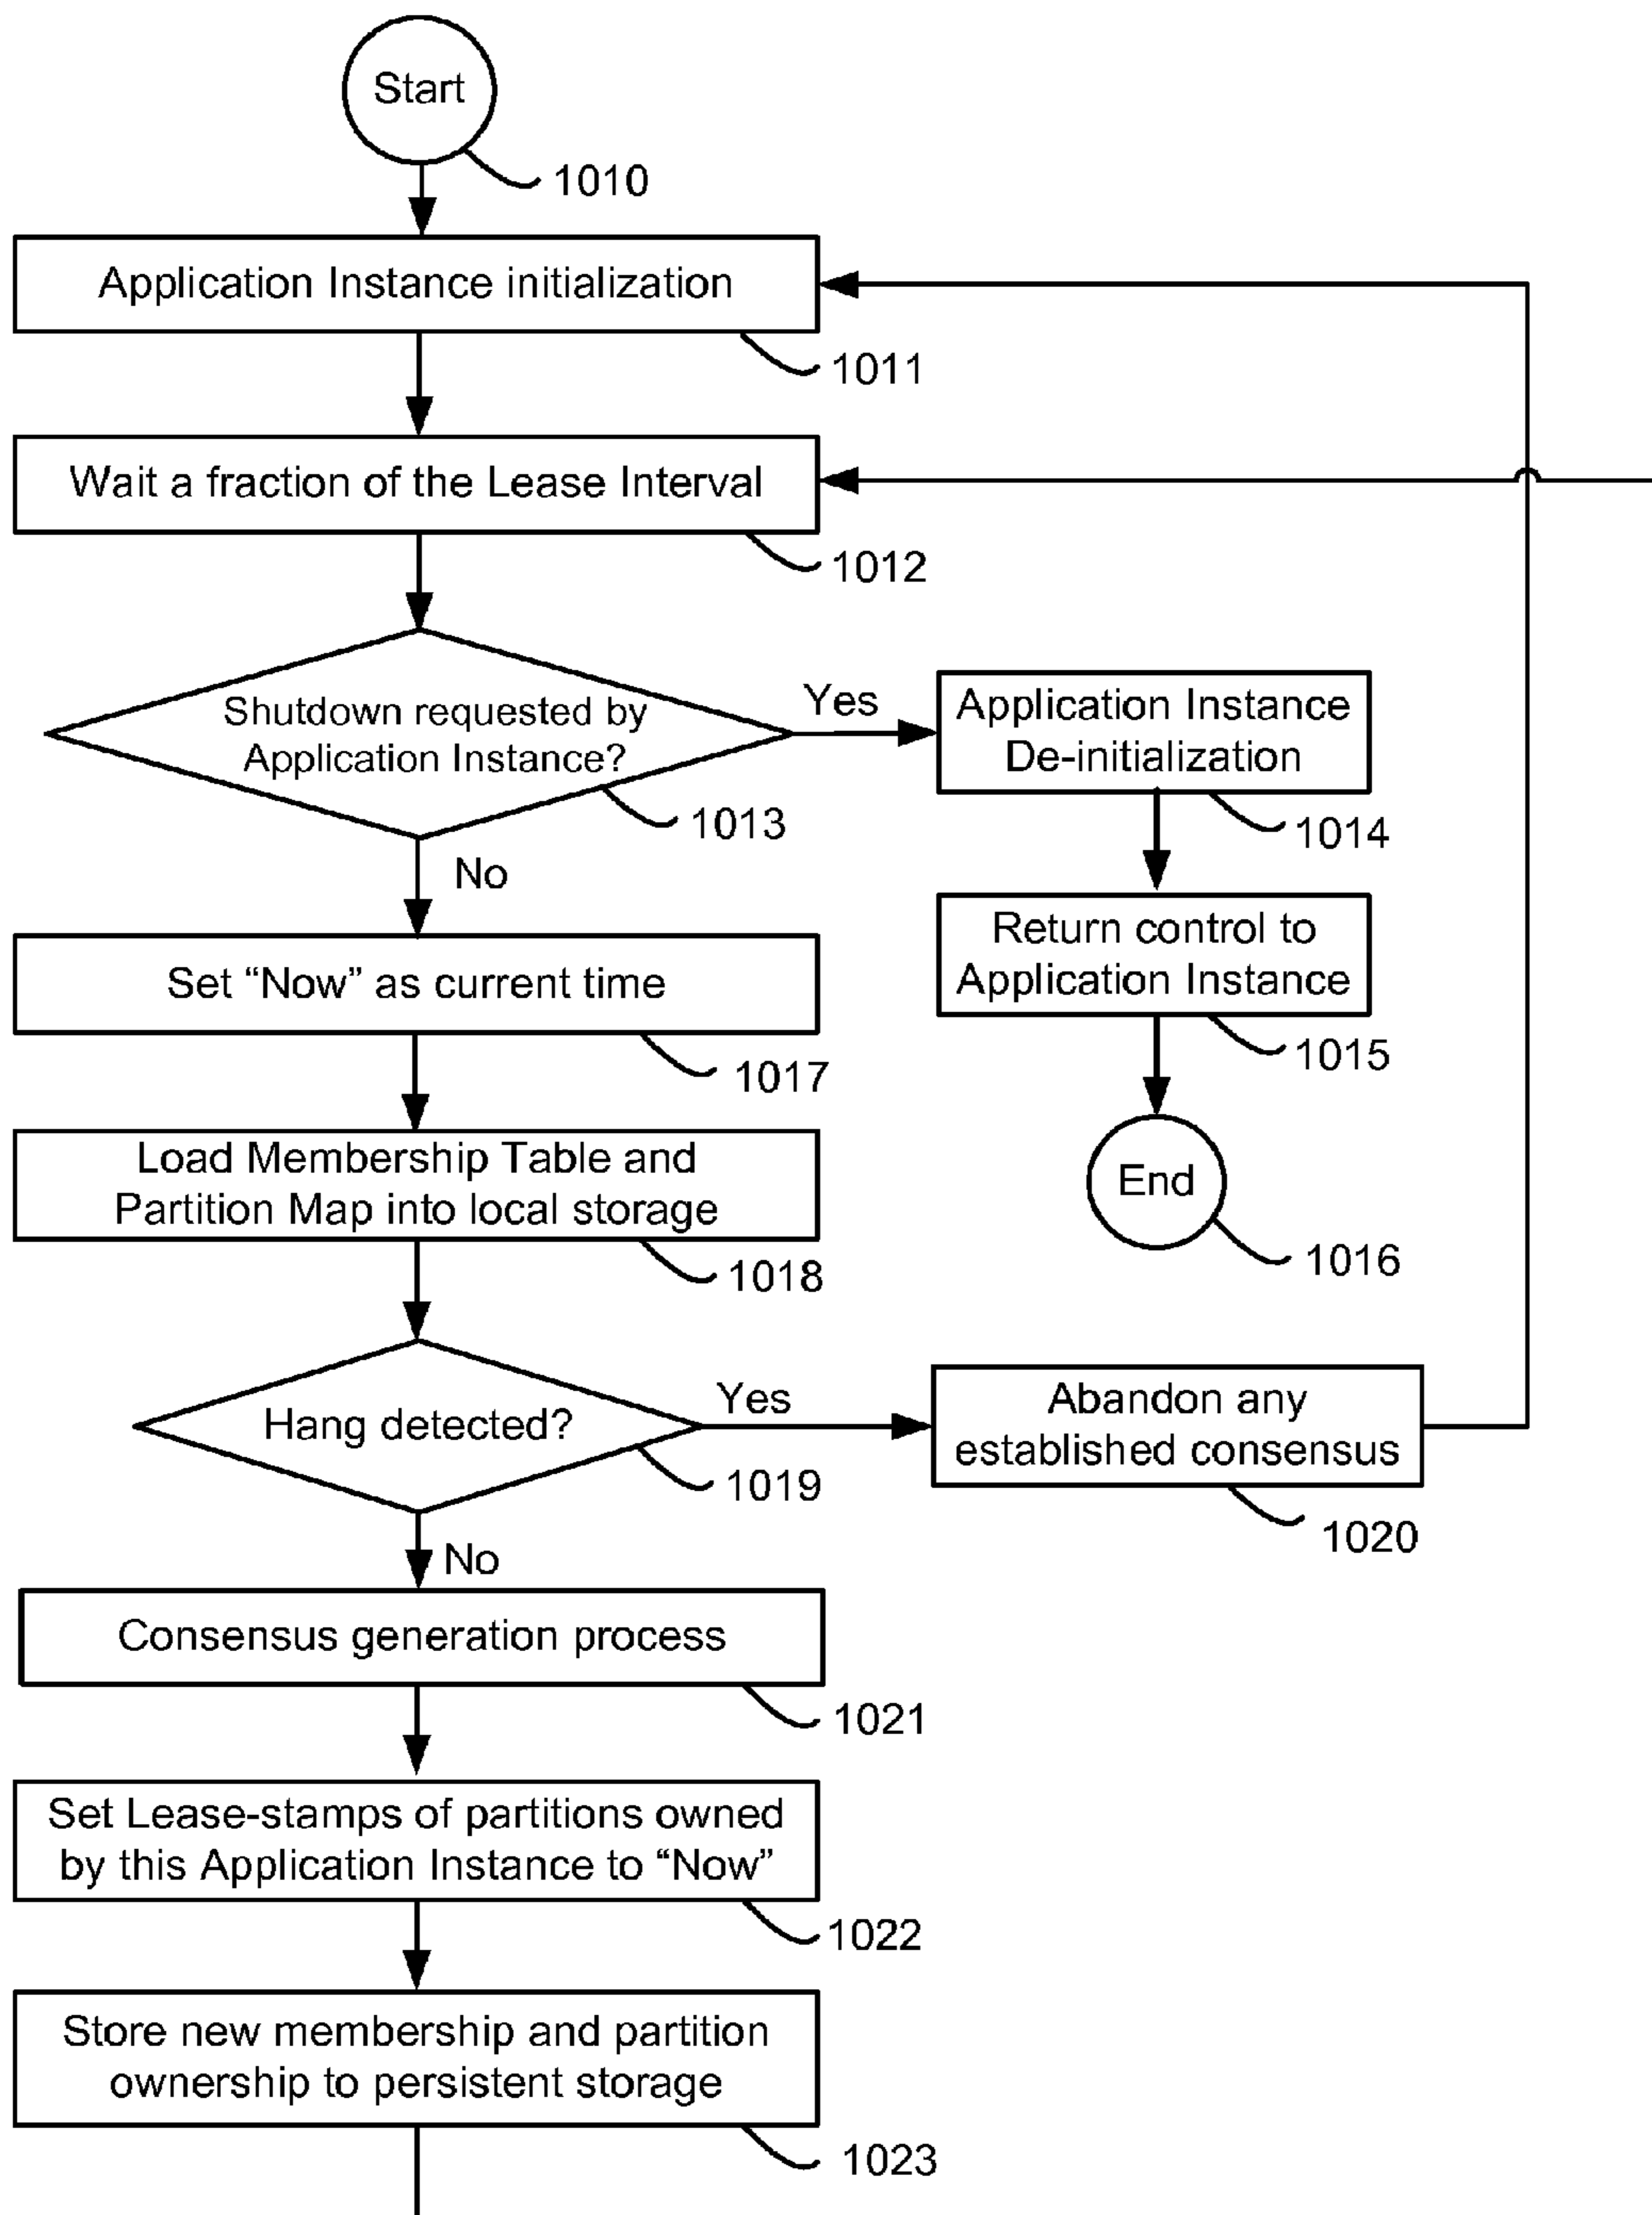 Start
1010
Application Instance initialization
1011
Wait a fraction of the Lease Interval
1012
Shutdown requested by
Application Instance?
1013
Yes
Application Instance
De-initialization
1014
No
Return control to
Application Instance
1015
Set “Now” as current time
1017
End
1016
Load Membership Table and
Partition Map into local storage
1018
Hang detected?
1019
Yes
Abandon any
established consensus
1020
No
Consensus generation process
1021
Set Lease-stamps of partitions owned
by this Application Instance to “Now”
1022
Store new membership and partition
ownership to persistent storage
1023